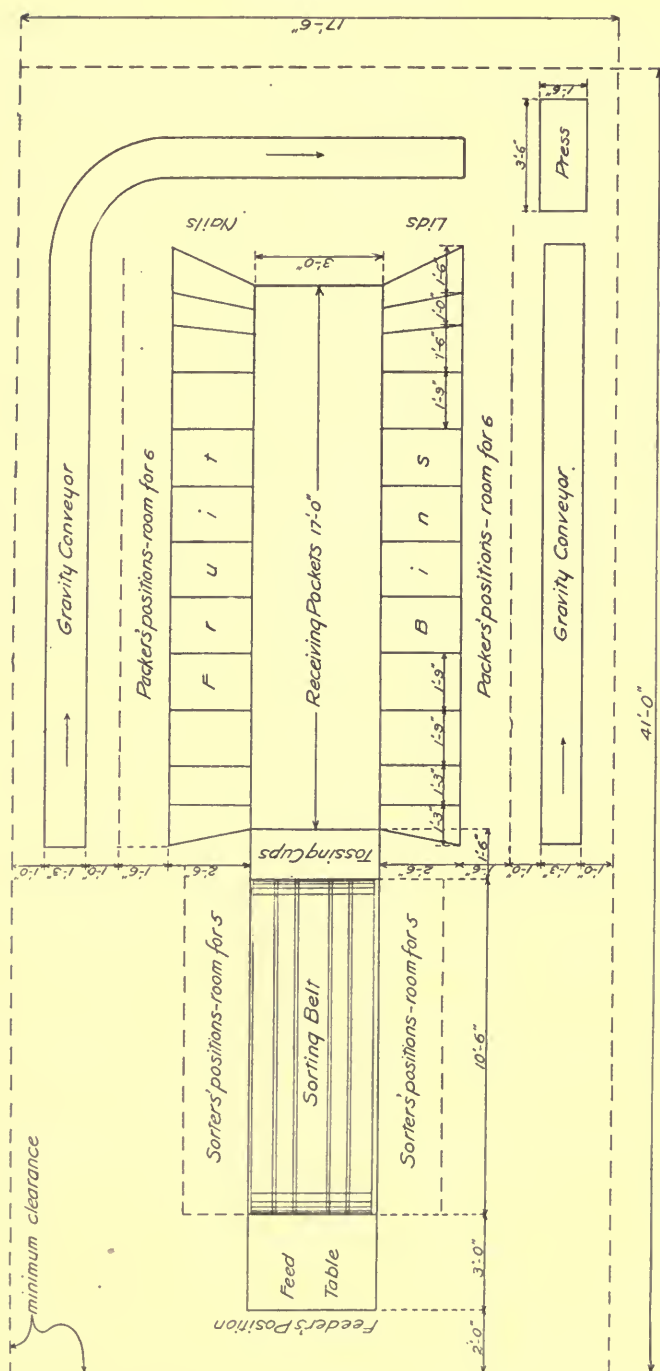 minimum clearance
17'-6"
41'-0"
Gravity Conveyor
Nails
Lids
3'-6"
1'-6"
Press
Packers' positions - room for 6
F r u i t
3'-0"
Receiving Pockets 17'-0"
B i n s
1'-3"
1'-3"
1'-9"
1'-9"
1'-9"
1'-6"
1'-0"
1'-6"
Packers' positions - room for 6
Gravity Conveyor
1'-0"
1'-3"
1'-0"
1'-6"
2'-6"
Tossing Cups
2'-6"
1'-6"
1'-0"
1'-3"
1'-0"
1'-6"
Sorters' positions - room for 5
Sorting Belt
Sorters' positions - room for 5
10'-6"
Feed
Table
3'-0"
Feeder's Position
2'-0"